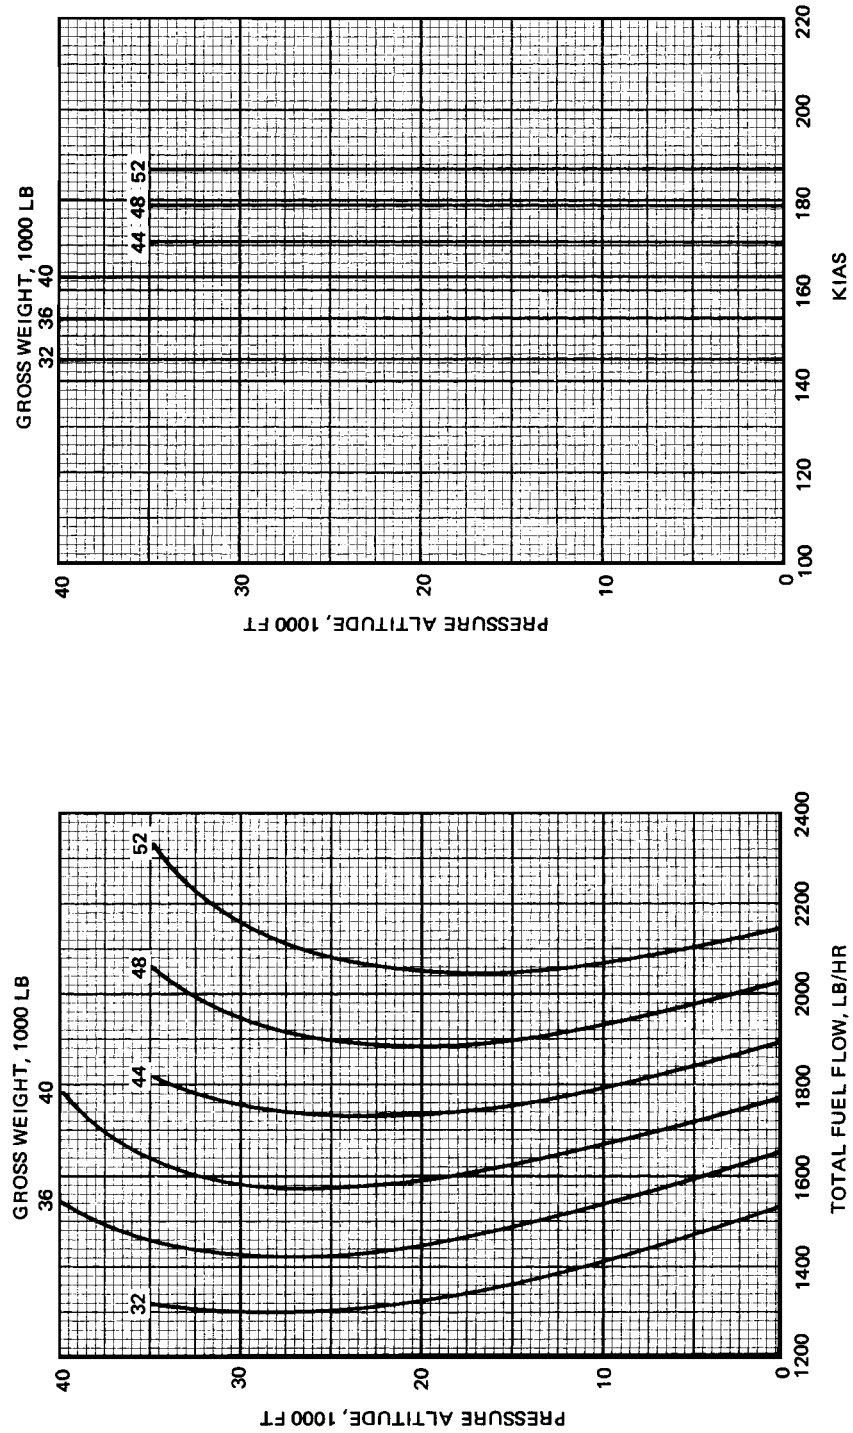 GROSS WEIGHT, 1000 LB
32 36 40
44 48 52
40
30
20
10
0
PRESSURE ALTITUDE, 1000 FT
100 120 140 160 180 200 220
KIAS
GROSS WEIGHT, 1000 LB
36 40
32 44 48 52
40
30
20
10
0
PRESSURE ALTITUDE, 1000 FT
1200 1400 1600 1800 2000 2200 2400
TOTAL FUEL FLOW, LB/HR